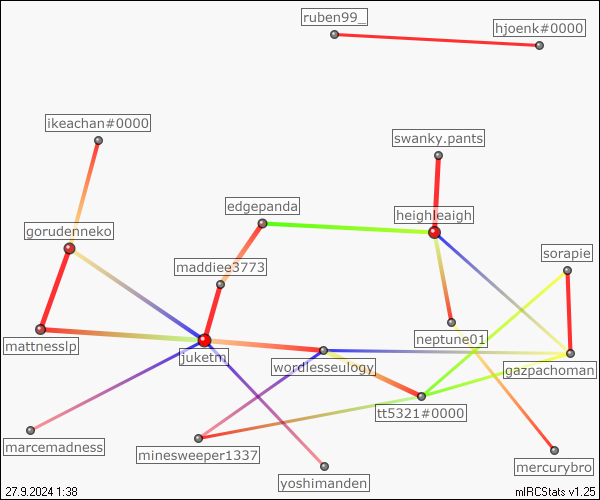 ruben99_
hjoenk#0000
ikeachan#0000
swanky.pants
edgepanda
heighleaigh
gorudenneko
sorapie
maddiee3773
neptune01
mattnesslp
juketm
wordlesseulogy
gazpachoman
tt5321#0000
marcemadness
minesweeper1337
mercurybro
yoshimanden
27.9.2024 1:38
mIRCStats v1.25